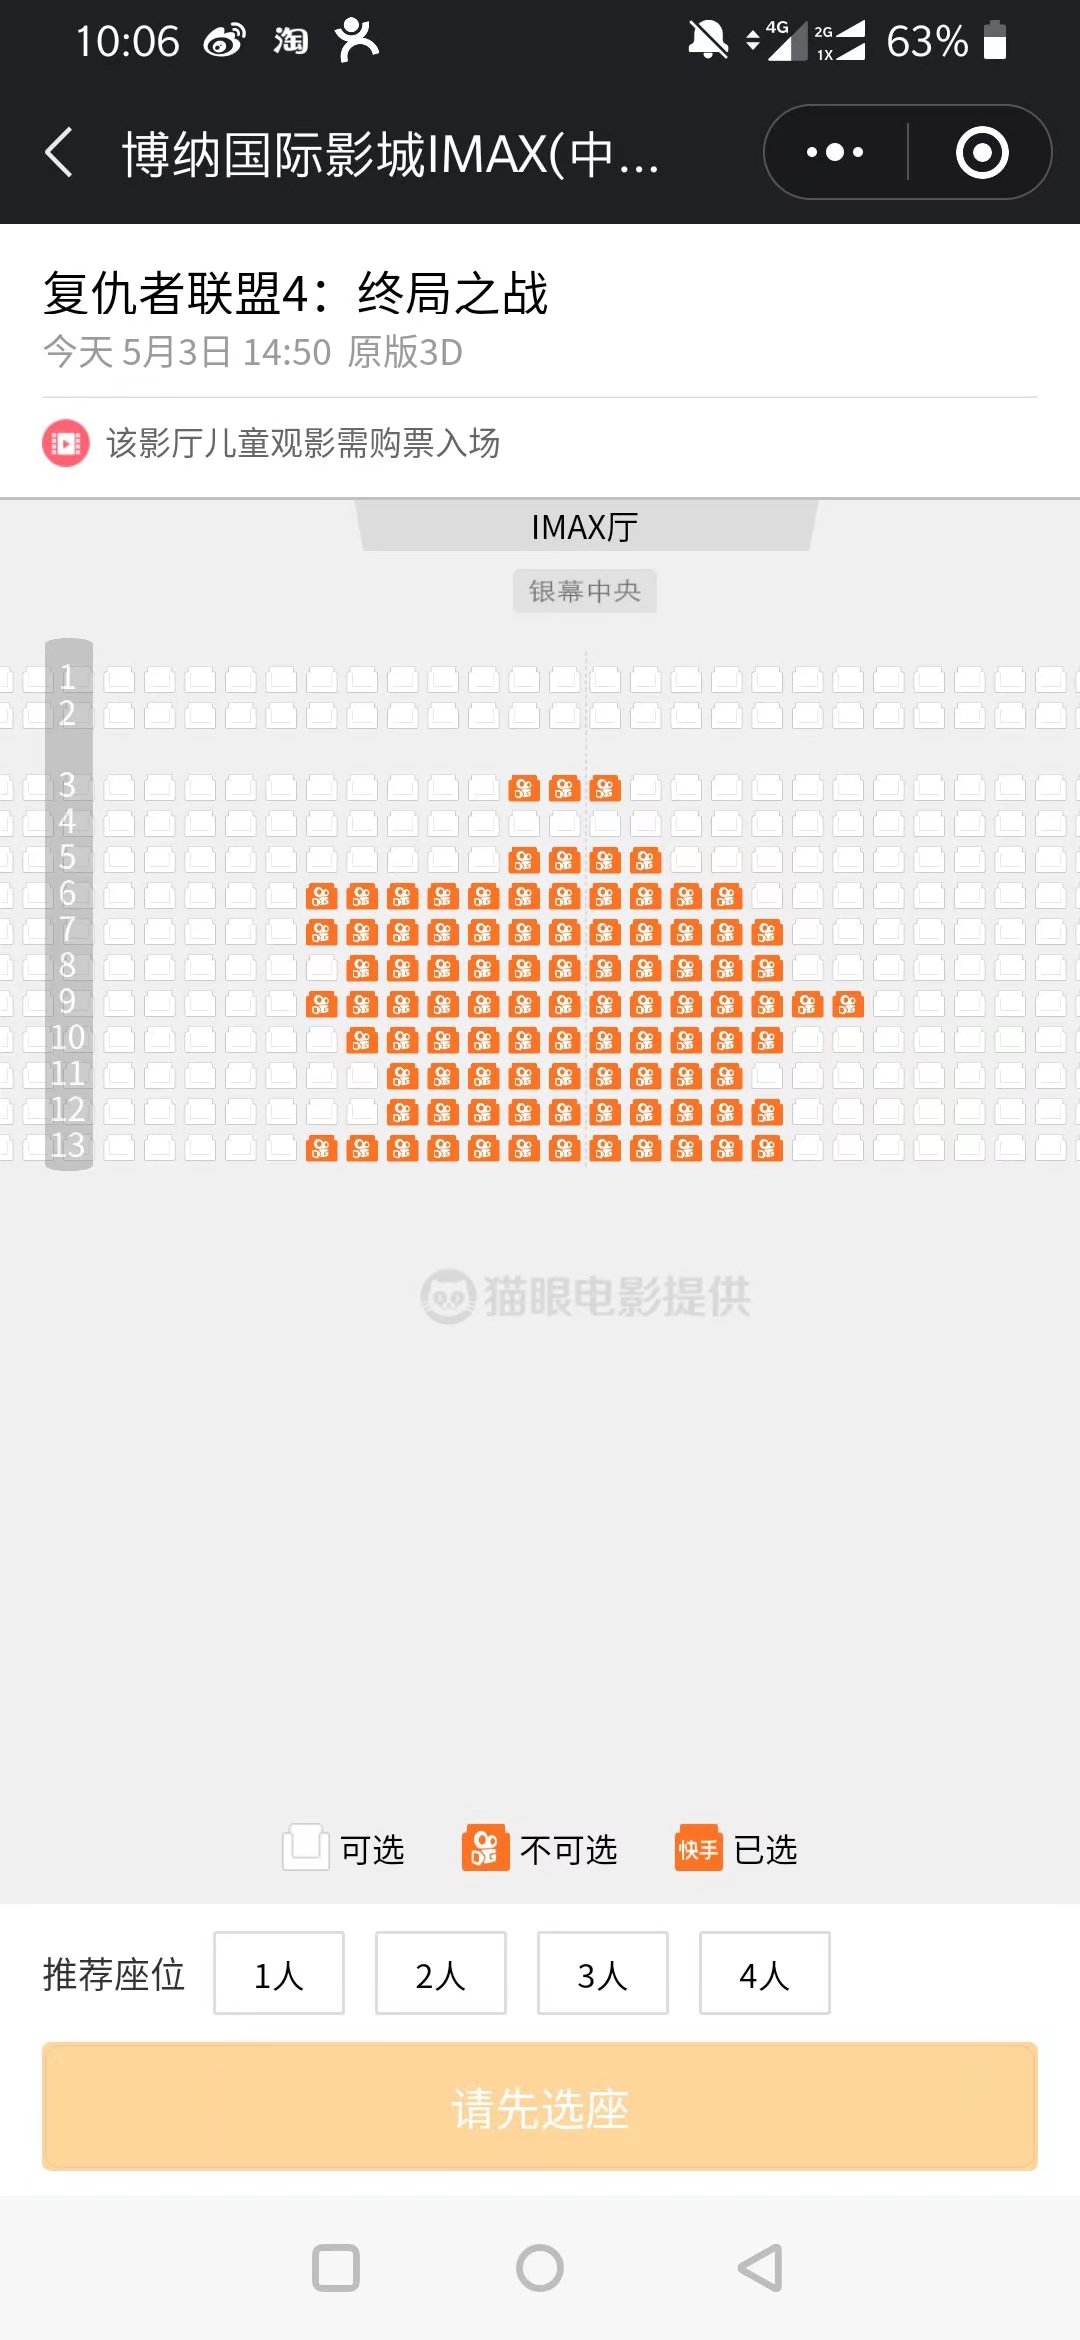 10:06 淘 4G 2G 1X 63%
博纳国际影城IMAX(中...
复仇者联盟4：终局之战
今天 5月3日 14:50 原版3D
该影厅儿童观影需购票入场
IMAX厅
银幕中央
1
2
3
4
5
6
7
8
9
10
11
12
13
猫眼电影提供
可选 不可选 快手 已选
推荐座位 1人 2人 3人 4人
请先选座